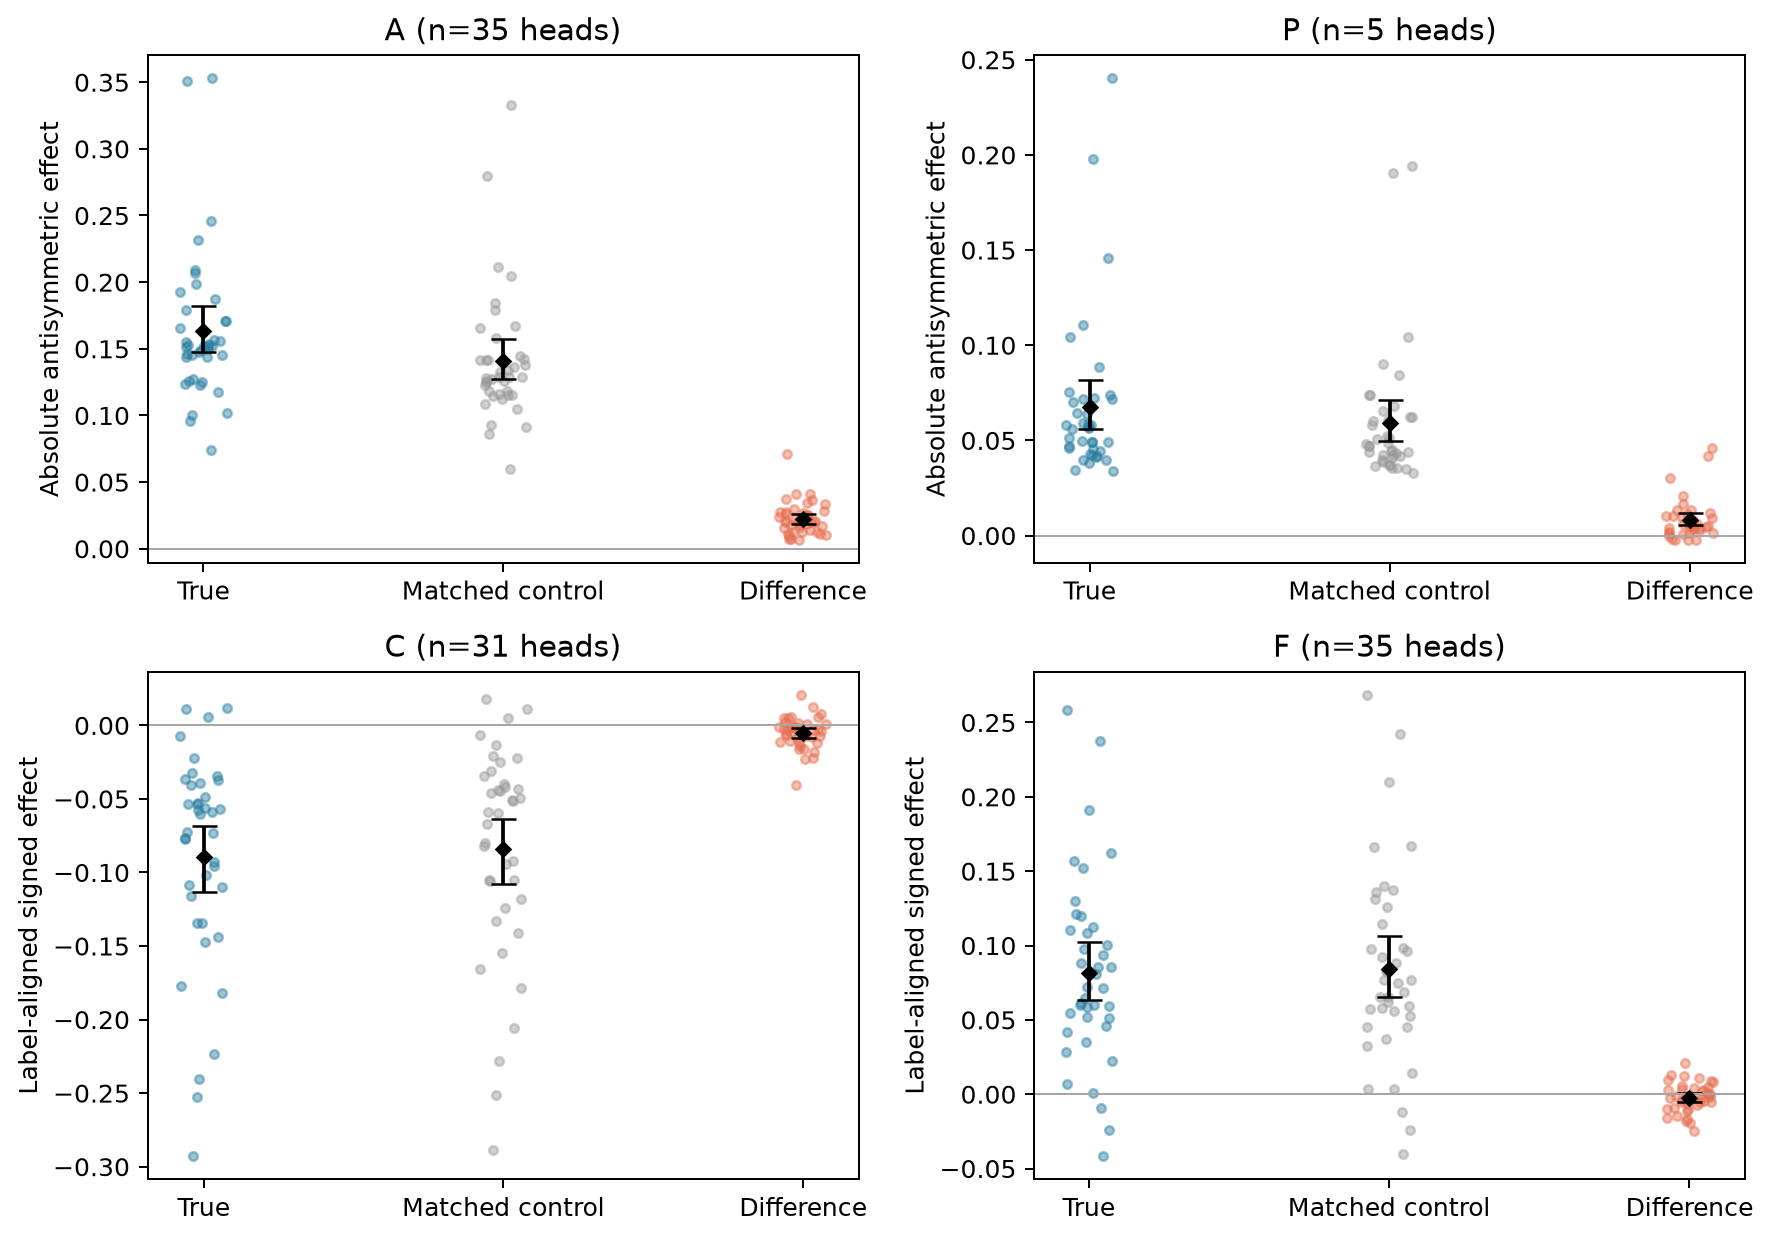 A (n=35 heads)
Absolute antisymmetric effect
0.35
0.30
0.25
0.20
0.15
0.10
0.05
0.00
True Matched control Difference
P (n=5 heads)
Absolute antisymmetric effect
0.25
0.20
0.15
0.10
0.05
0.00
True Matched control Difference
C (n=31 heads)
Label-aligned signed effect
0.00
−0.05
−0.10
−0.15
−0.20
−0.25
−0.30
True Matched control Difference
F (n=35 heads)
Label-aligned signed effect
0.25
0.20
0.15
0.10
0.05
0.00
−0.05
True Matched control Difference